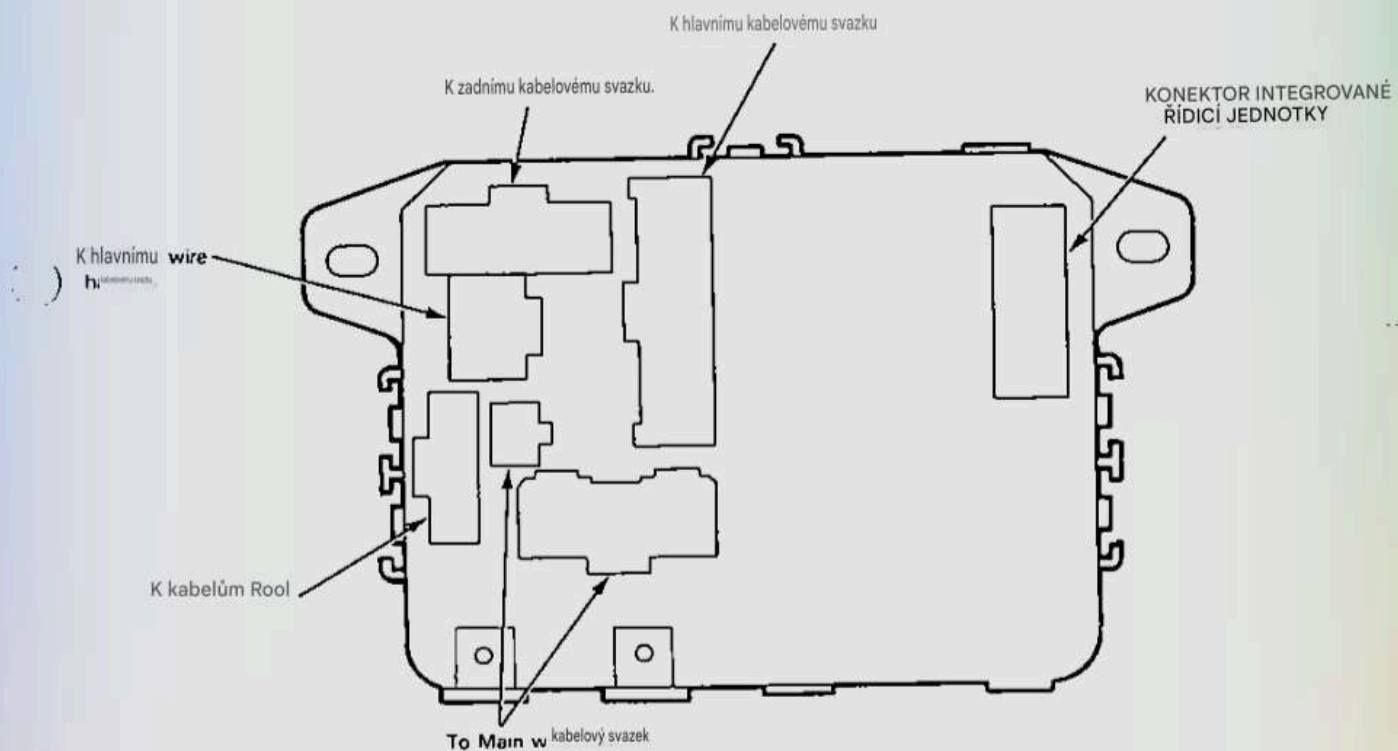 K hlavnímu kabelovému svazku
K zadnímu kabelovému svazku.
KONEKTOR INTEGROVANÉ
ŘÍDICÍ JEDNOTKY
K hlavnímu wire
K kabelům Rool
To Main w kabelový svazek